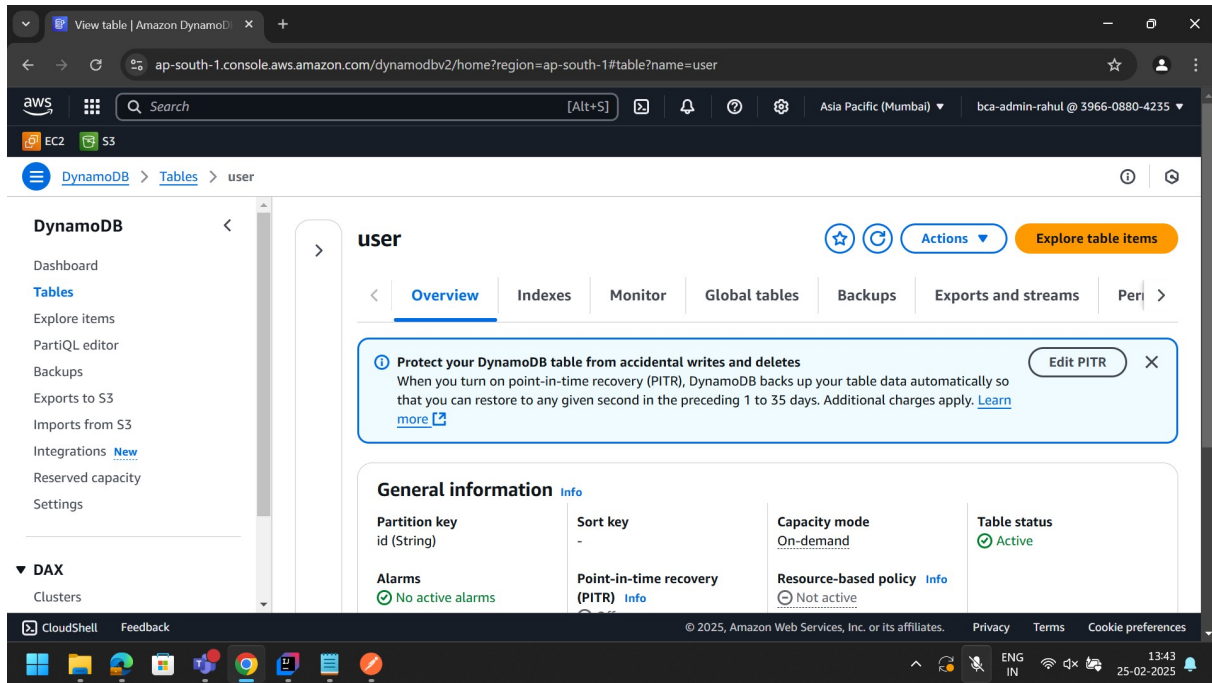 View table | Amazon DynamoD
ap-south-1.console.aws.amazon.com/dynamodbv2/home?region=ap-south-1#table?name=user
aws Search [Alt+S] Asia Pacific (Mumbai) ▼ bca-admin-rahul @ 3966-0880-4235 ▼
EC2 S3
DynamoDB > Tables > user
DynamoDB
Dashboard
Tables
Explore items
PartiQL editor
Backups
Exports to S3
Imports from S3
Integrations New
Reserved capacity
Settings
▼ DAX
Clusters
user
Actions ▼ Explore table items
Overview Indexes Monitor Global tables Backups Exports and streams Per
Protect your DynamoDB table from accidental writes and deletes
When you turn on point-in-time recovery (PITR), DynamoDB backs up your table data automatically so
that you can restore to any given second in the preceding 1 to 35 days. Additional charges apply. Learn
more
Edit PITR
General information Info
Partition key
id (String)
Sort key
-
Capacity mode
On-demand
Table status
Active
Alarms
No active alarms
Point-in-time recovery
(PITR) Info
Resource-based policy Info
Not active
CloudShell Feedback © 2025, Amazon Web Services, Inc. or its affiliates. Privacy Terms Cookie preferences
ENG
IN
13:43
25-02-2025